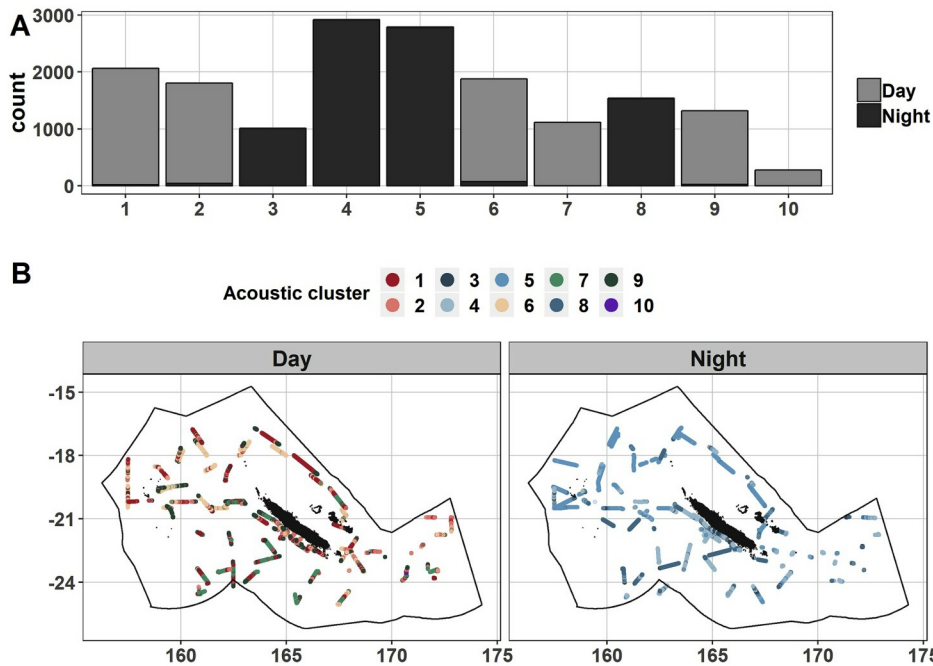 A
3000
2000
1000
0
count
1 2 3 4 5 6 7 8 9 10
Day
Night
B
Acoustic cluster
1 3 5 7 9
2 4 6 8 10
Day Night
-15
-18
-21
-24
160 165 170 175 160 165 170 175